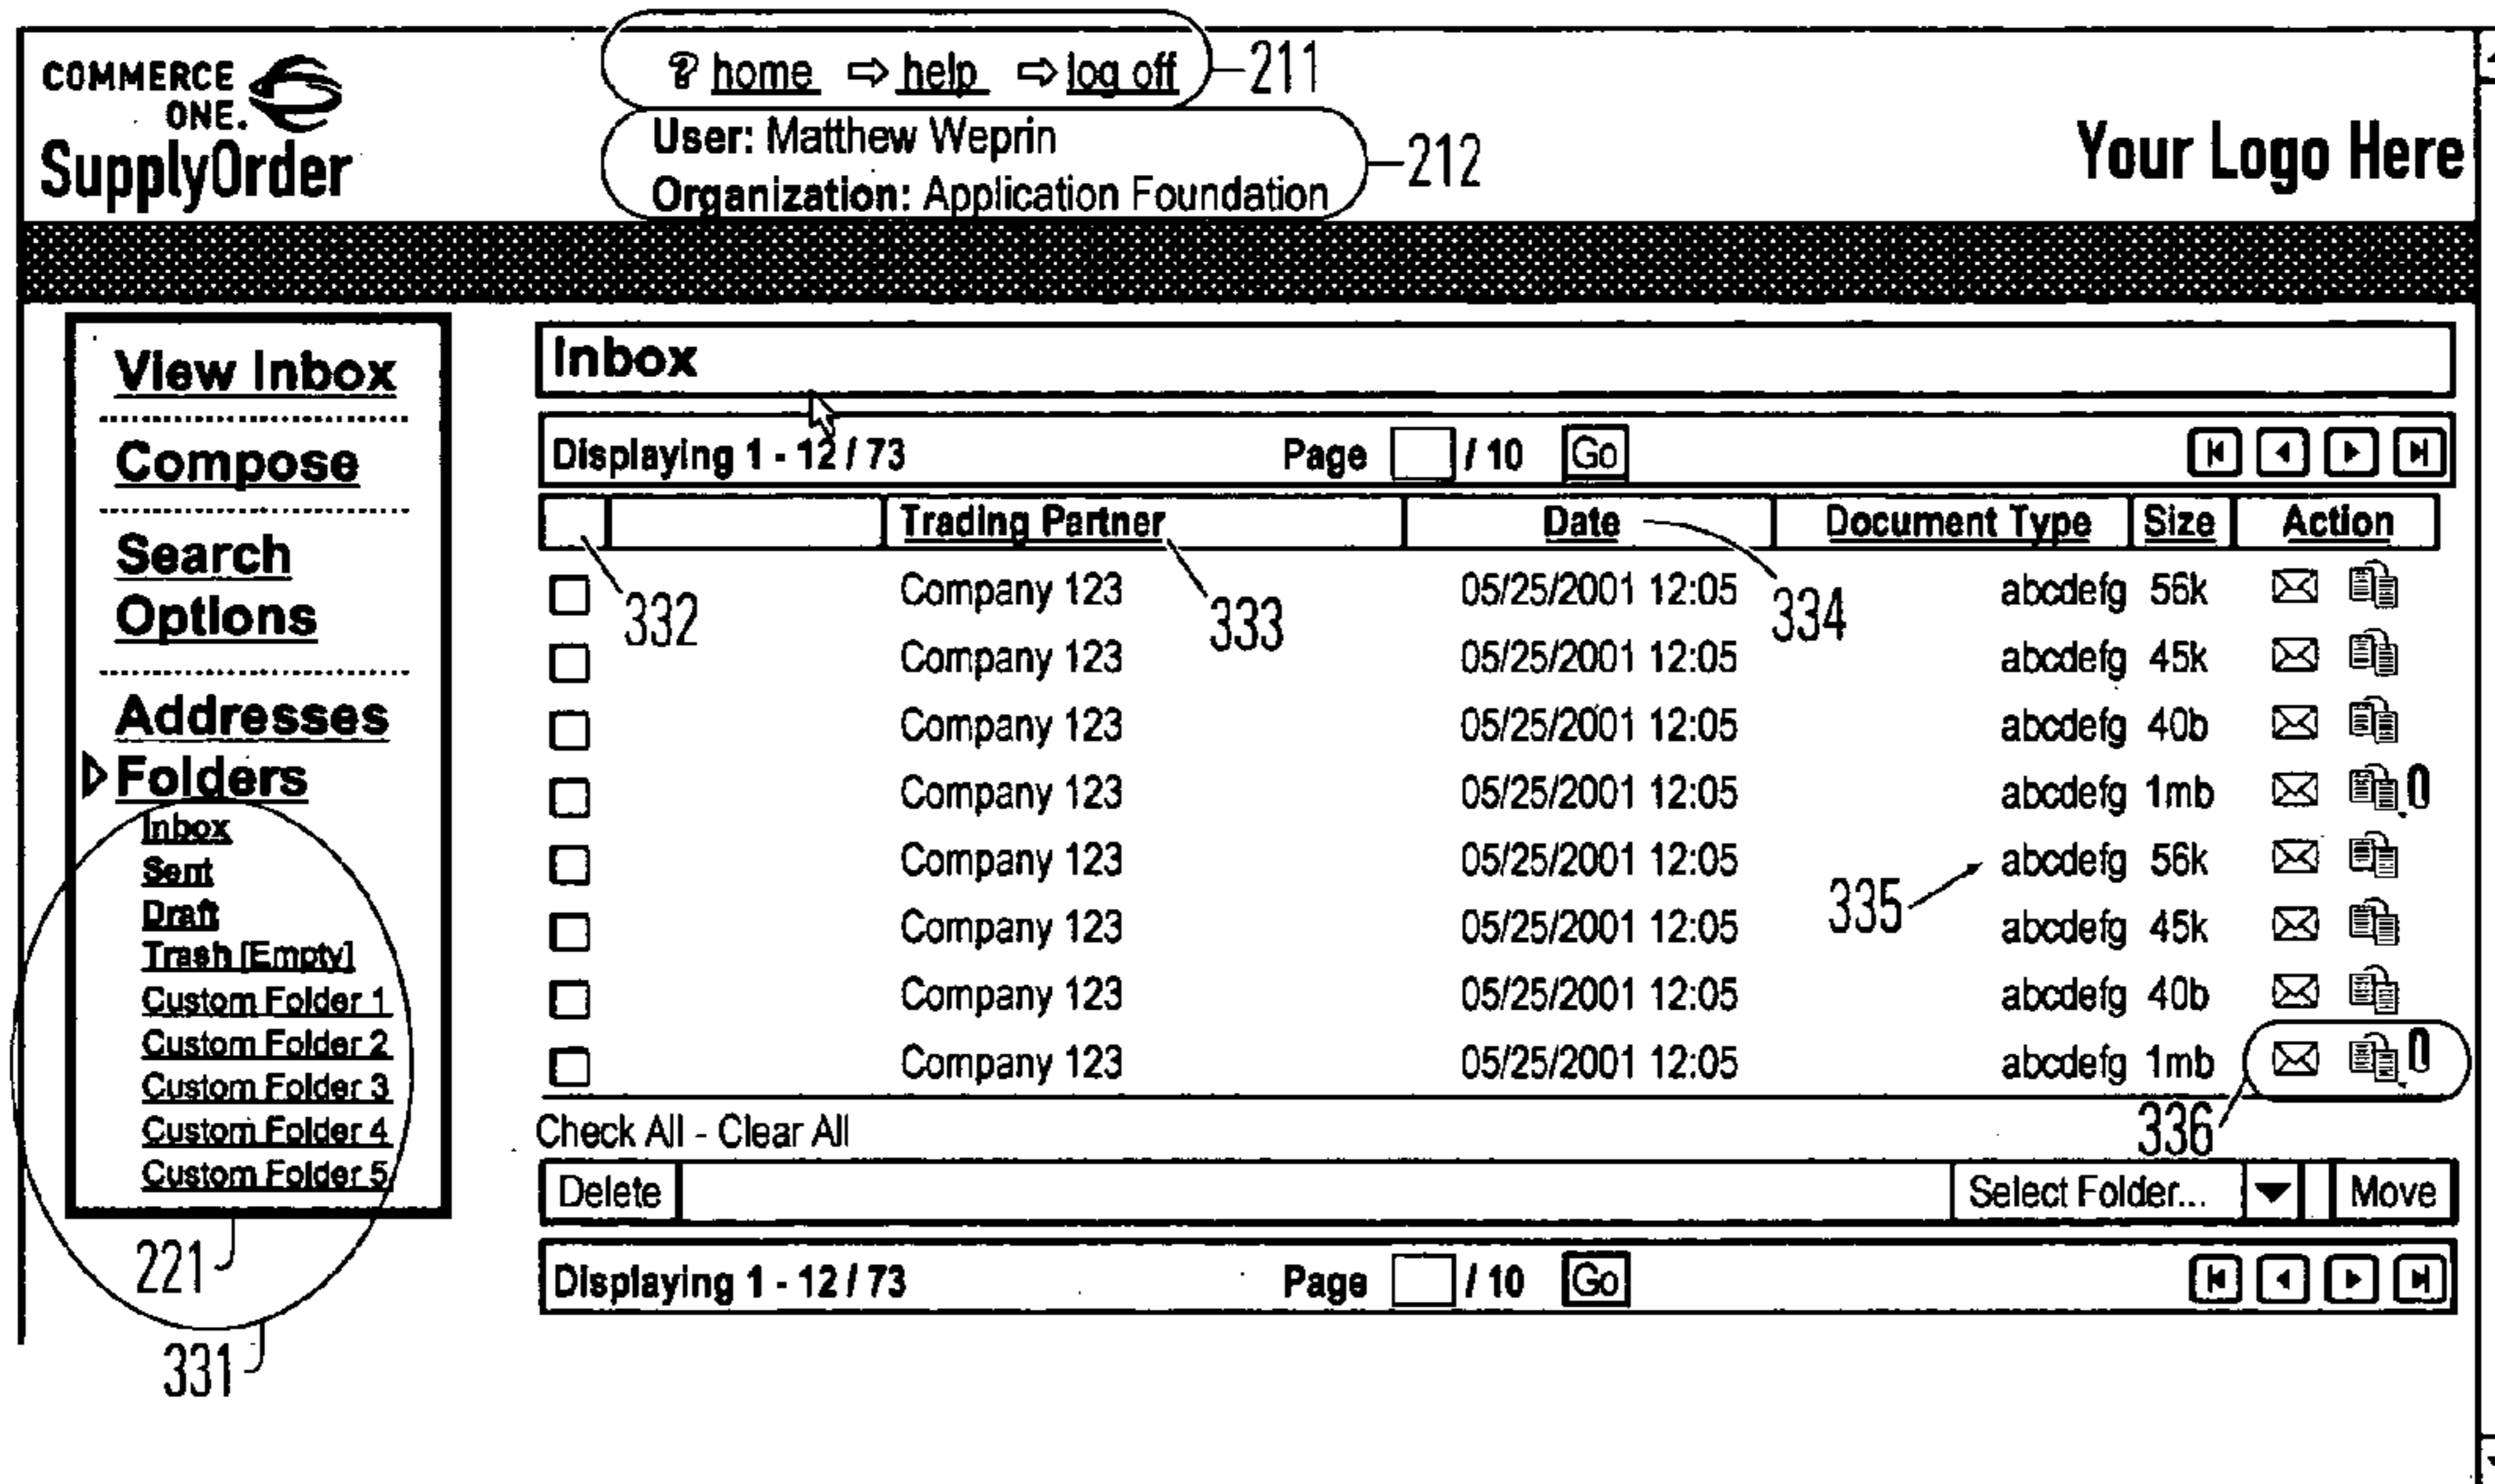 COMMERCE
ONE.
SupplyOrder
? home ⇨ help ⇨ log off
211
User: Matthew Weprin
Organization: Application Foundation
212
Your Logo Here
View Inbox
Compose
Search
Options
Addresses
Folders
Inbox
Sent
Draft
Trash [Empty]
Custom Folder 1
Custom Folder 2
Custom Folder 3
Custom Folder 4
Custom Folder 5
221
331
Inbox
Displaying 1 - 12 / 73 Page / 10 Go
Trading Partner Date Document Type Size Action
332 333 334
Company 123 05/25/2001 12:05 abcdefg 56k
Company 123 05/25/2001 12:05 abcdefg 45k
Company 123 05/25/2001 12:05 abcdefg 40b
Company 123 05/25/2001 12:05 abcdefg 1mb
Company 123 05/25/2001 12:05 abcdefg 56k
335
Company 123 05/25/2001 12:05 abcdefg 45k
Company 123 05/25/2001 12:05 abcdefg 40b
Company 123 05/25/2001 12:05 abcdefg 1mb
336
Check All - Clear All
Delete Select Folder... Move
Displaying 1 - 12 / 73 Page / 10 Go